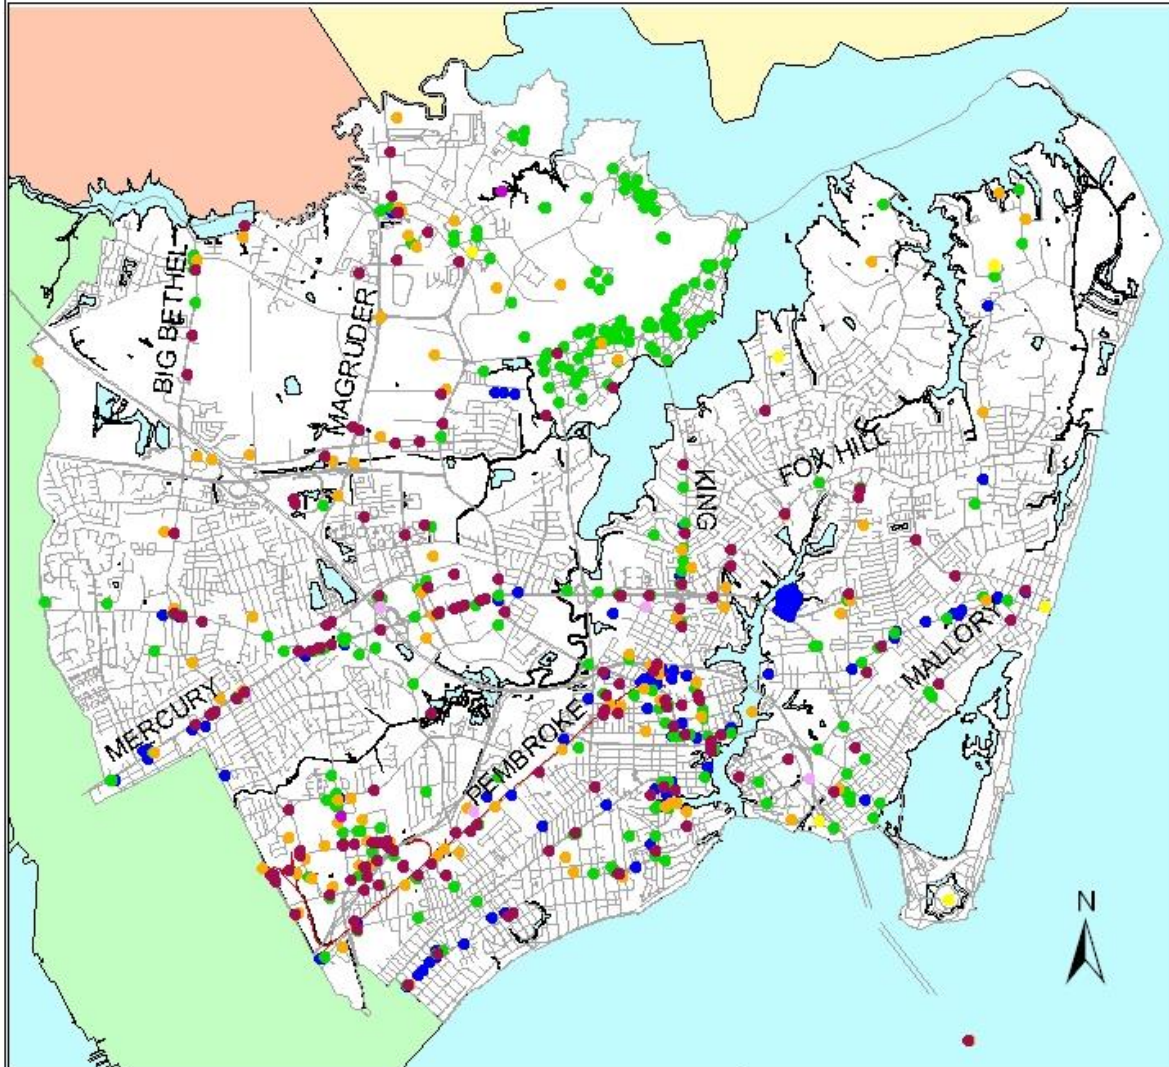 BIG BETHEL
MAGRUDER
KING
FOX HILL
MALLORY
MERCURY
PEMBROKE
N